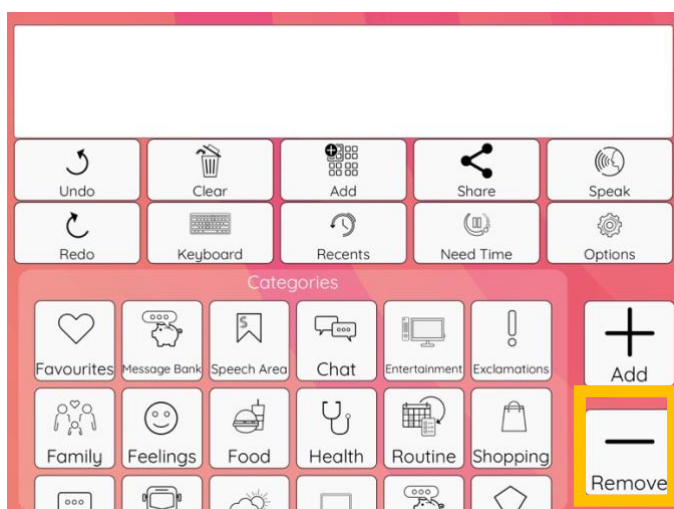 Undo Clear Add Share Speak
Redo Keyboard Recents Need Time Options
Categories
Favourites Message Bank Speech Area Chat Entertainment Exclamations
Add
Family Feelings Food Health Routine Shopping
Remove